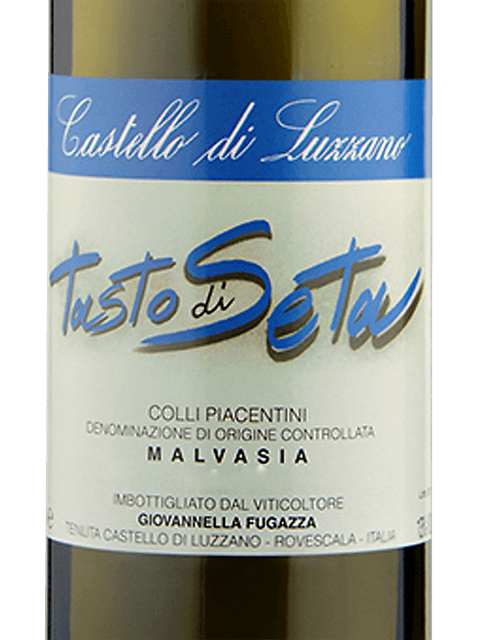 Castello di Luzzano
Tasto di Seta
COLLI PIACENTINI
DENOMINAZIONE DI ORIGINE CONTROLLATA
MALVASIA
IMBOTTIGLIATO DAL VITICOLTORE
GIOVANNELLA FUGAZZA
TENUTA CASTELLO DI LUZZANO - ROVESCALA - ITALIA
e